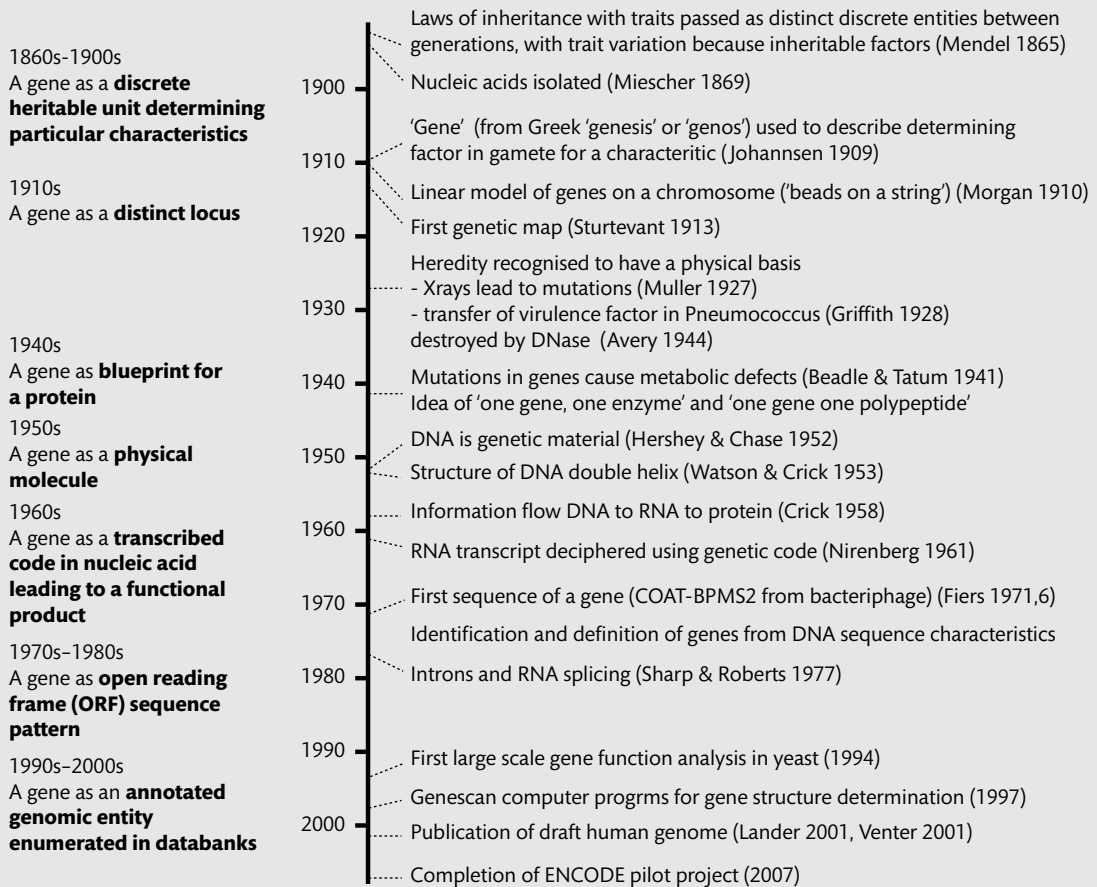 1860s-1900s
A gene as a discrete
heritable unit determining
particular characteristics
1910s
A gene as a distinct locus
1940s
A gene as blueprint for
a protein
1950s
A gene as a physical
molecule
1960s
A gene as a transcribed
code in nucleic acid
leading to a functional
product
1970s–1980s
A gene as open reading
frame (ORF) sequence
pattern
1990s–2000s
A gene as an annotated
genomic entity
enumerated in databanks
1900
1910
1920
1930
1940
1950
1960
1970
1980
1990
2000
Laws of inheritance with traits passed as distinct discrete entities between
generations, with trait variation because inheritable factors (Mendel 1865)
Nucleic acids isolated (Miescher 1869)
'Gene' (from Greek 'genesis' or 'genos') used to describe determining
factor in gamete for a characteritic (Johannsen 1909)
Linear model of genes on a chromosome ('beads on a string') (Morgan 1910)
First genetic map (Sturtevant 1913)
Heredity recognised to have a physical basis
- Xrays lead to mutations (Muller 1927)
- transfer of virulence factor in Pneumococcus (Griffith 1928)
destroyed by DNase (Avery 1944)
Mutations in genes cause metabolic defects (Beadle & Tatum 1941)
Idea of 'one gene, one enzyme' and 'one gene one polypeptide'
DNA is genetic material (Hershey & Chase 1952)
Structure of DNA double helix (Watson & Crick 1953)
Information flow DNA to RNA to protein (Crick 1958)
RNA transcript deciphered using genetic code (Nirenberg 1961)
First sequence of a gene (COAT-BPMS2 from bacteriphage) (Fiers 1971,6)
Identification and definition of genes from DNA sequence characteristics
Introns and RNA splicing (Sharp & Roberts 1977)
First large scale gene function analysis in yeast (1994)
Genescan computer progrms for gene structure determination (1997)
Publication of draft human genome (Lander 2001, Venter 2001)
Completion of ENCODE pilot project (2007)